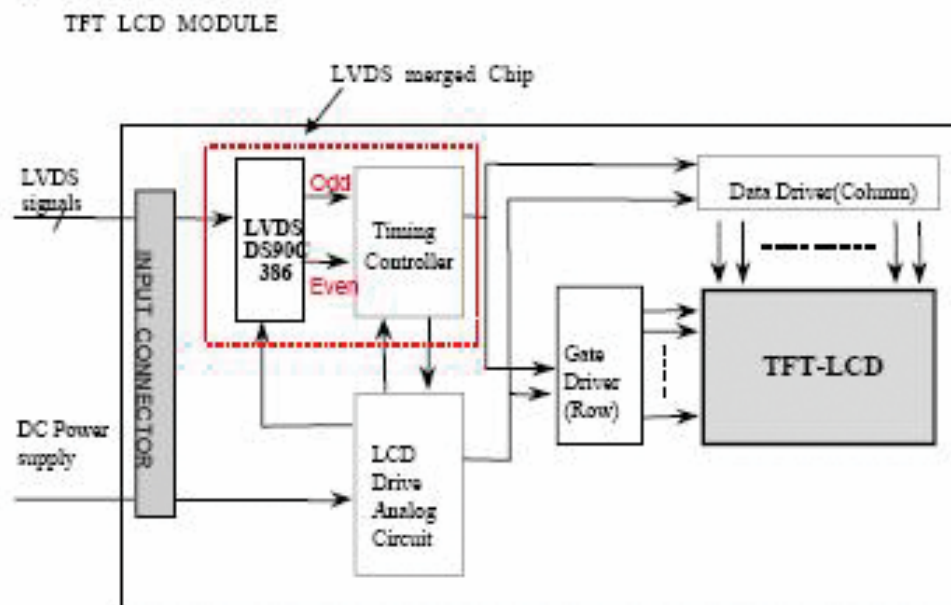 TFT LCD MODULE
LVDS merged Chip
LVDS
signals
INPUT CONNECTOR
LVDS
DS90C
386
Odd
Even
Timing
Controller
Data Driver(Column)
Gate
Driver
(Row)
TFT-LCD
DC Power
supply
LCD
Drive
Analog
Circuit